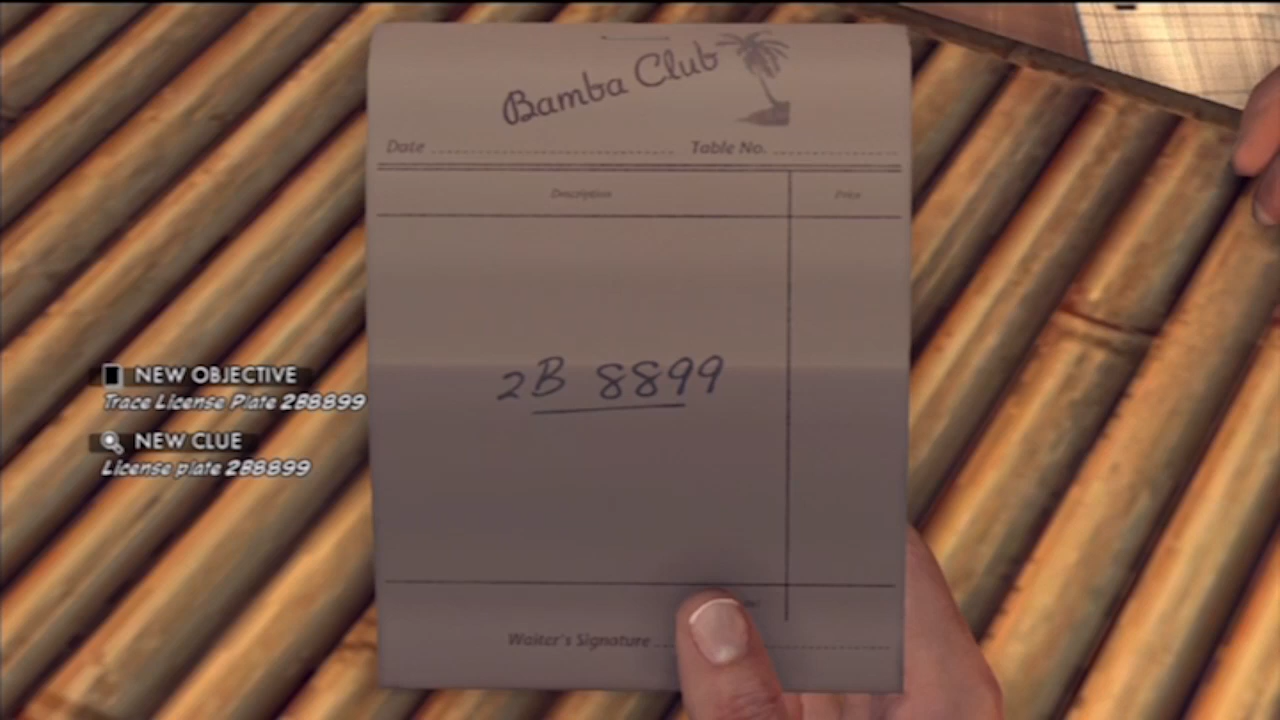 Bamba Club
Date
Table No.
Description
Price
2B 8899
NEW OBJECTIVE
Trace License Plate 2B8899
NEW CLUE
License plate 2B8899
Waiter's Signature